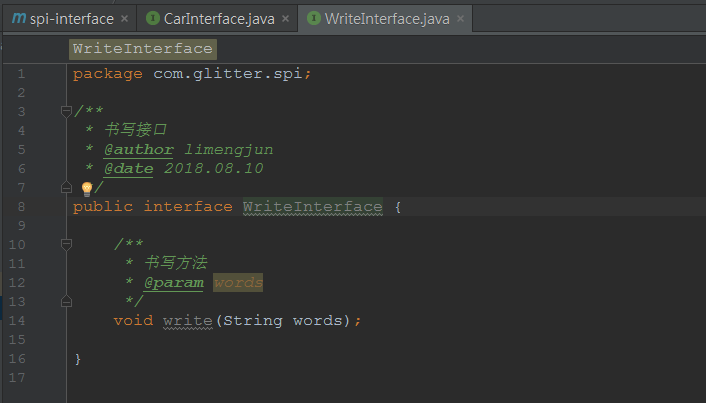 m spi-interface × I CarInterface.java × I WriteInterface.java ×
WriteInterface
1 package com.glitter.spi;
2
3 /**
4 * 书写接口
5 * @author limengjun
6 * @date 2018.08.10
7 /
8 public interface WriteInterface {
9
10 /**
11 * 书写方法
12 * @param words
13 */
14 void write(String words);
15
16 }
17